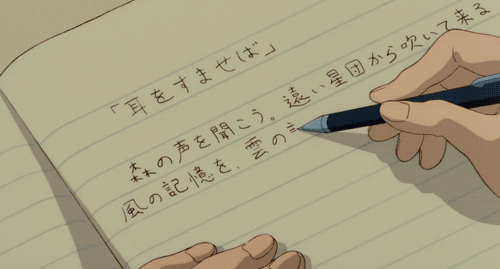 「耳をすませば」
森の声を聞こう。遠い星団から吹いて来る
風の記憶を、雲の